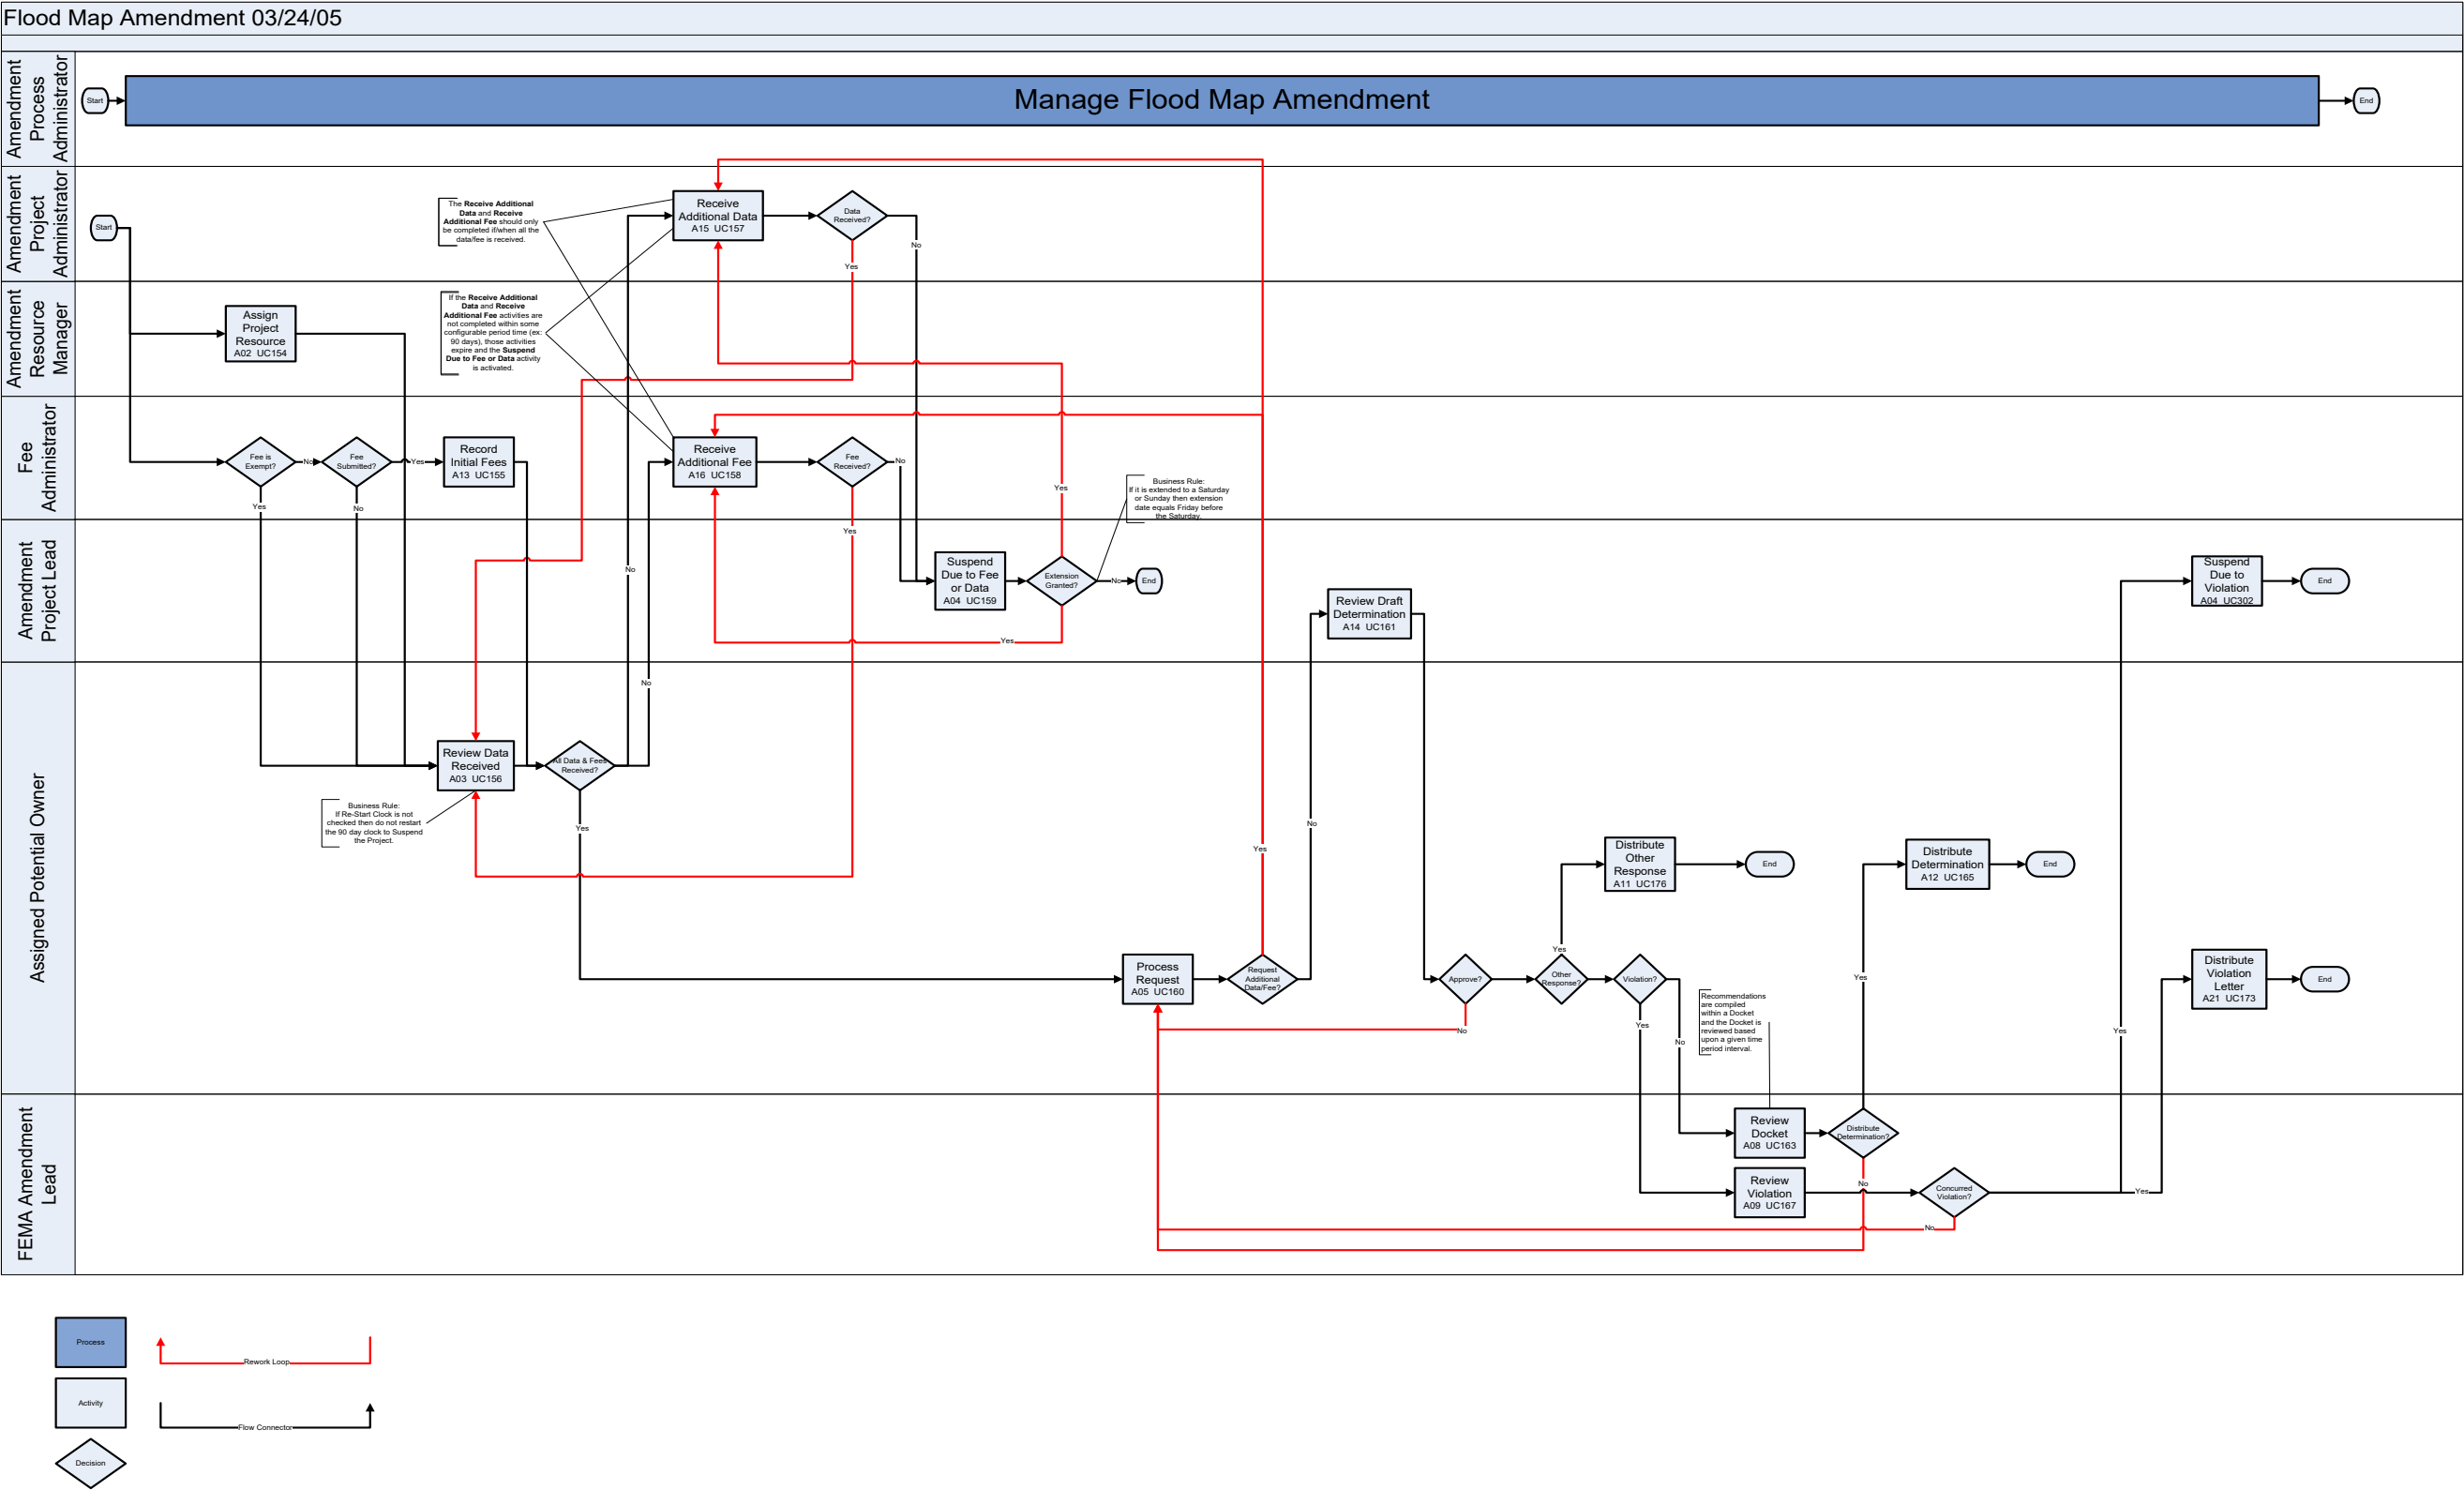 Flood Map Amendment 03/24/05
Amendment
Process
Administrator
Start
Manage Flood Map Amendment
End
Amendment
Project
Administrator
Start
The Receive Additional
Data and Receive
Additional Fee should only
be completed if/when all the
data/fee is received.
Receive
Additional Data
A15 UC157
Data
Received?
No
Yes
Amendment
Resource
Manager
Assign
Project
Resource
A02 UC154
If the Receive Additional
Data and Receive
Additional Fee activities are
not completed within some
configurable period time (ex:
90 days), those activities
expire and the Suspend
Due to Fee or Data activity
is activated.
Fee
Administrator
Fee is
Exempt?
No
Yes
Fee
Submitted?
Yes
No
Record
Initial Fees
A13 UC155
Receive
Additional Fee
A16 UC158
Fee
Received?
No
Yes
Yes
Business Rule:
If it is extended to a Saturday
or Sunday then extension
date equals Friday before
the Saturday.
Amendment
Project Lead
No
Suspend
Due to Fee
or Data
A04 UC159
Extension
Granted?
No
End
Yes
Review Draft
Determination
A14 UC161
Suspend
Due to
Violation
A04 UC302
End
Assigned Potential Owner
No
Review Data
Received
A03 UC156
All Data & Fees
Received?
Yes
Business Rule:
If Re-Start Clock is not
checked then do not restart
the 90 day clock to Suspend
the Project.
Process
Request
A05 UC160
Request
Additional
Data/Fee?
Yes
No
Approve?
No
Other
Response?
Yes
Distribute
Other
Response
A11 UC176
End
Violation?
Yes
No
Recommendations
are compiled
within a Docket
and the Docket is
reviewed based
upon a given time
period interval.
Distribute
Determination
A12 UC165
End
Yes
Yes
Distribute
Violation
Letter
A21 UC173
End
FEMA Amendment
Lead
Review
Docket
A08 UC163
Distribute
Determination?
No
Review
Violation
A09 UC167
Concurred
Violation?
Yes
No
Process
Rework Loop
Activity
Flow Connector
Decision